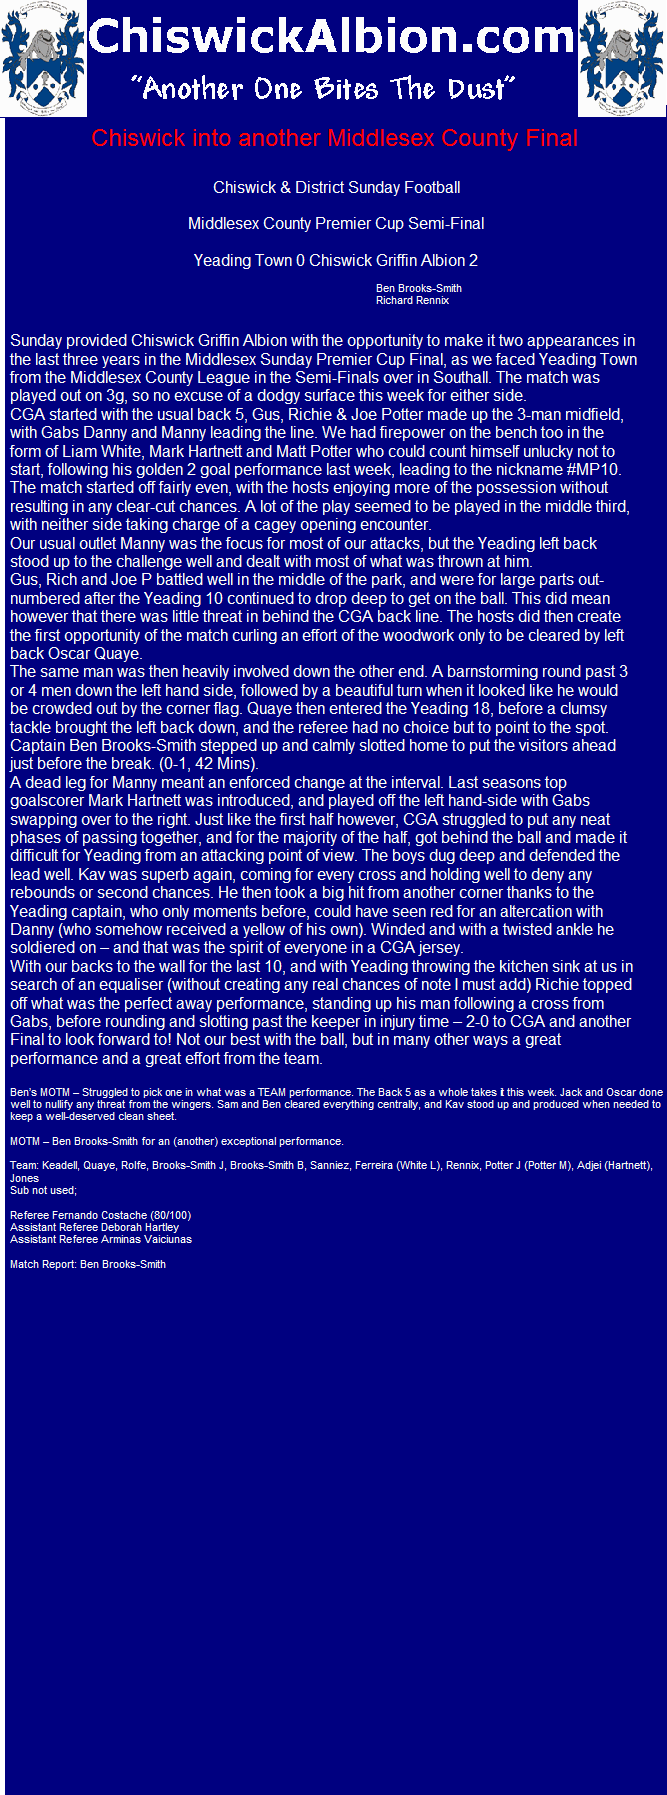 ChiswickAlbion.com
"Another One Bites The Dust"
Chiswick into another Middlesex County Final
Chiswick & District Sunday Football
Middlesex County Premier Cup Semi-Final
Yeading Town 0 Chiswick Griffin Albion 2
Ben Brooks-Smith
Richard Rennix
Sunday provided Chiswick Griffin Albion with the opportunity to make it two appearances in
the last three years in the Middlesex Sunday Premier Cup Final, as we faced Yeading Town
from the Middlesex County League in the Semi-Finals over in Southall. The match was
played out on 3g, so no excuse of a dodgy surface this week for either side.
CGA started with the usual back 5, Gus, Richie & Joe Potter made up the 3-man midfield,
with Gabs Danny and Manny leading the line. We had firepower on the bench too in the
form of Liam White, Mark Hartnett and Matt Potter who could count himself unlucky not to
start, following his golden 2 goal performance last week, leading to the nickname #MP10.
The match started off fairly even, with the hosts enjoying more of the possession without
resulting in any clear-cut chances. A lot of the play seemed to be played in the middle third,
with neither side taking charge of a cagey opening encounter.
Our usual outlet Manny was the focus for most of our attacks, but the Yeading left back
stood up to the challenge well and dealt with most of what was thrown at him.
Gus, Rich and Joe P battled well in the middle of the park, and were for large parts out-
numbered after the Yeading 10 continued to drop deep to get on the ball. This did mean
however that there was little threat in behind the CGA back line. The hosts did then create
the first opportunity of the match curling an effort of the woodwork only to be cleared by left
back Oscar Quaye.
The same man was then heavily involved down the other end. A barnstorming round past 3
or 4 men down the left hand side, followed by a beautiful turn when it looked like he would
be crowded out by the corner flag. Quaye then entered the Yeading 18, before a clumsy
tackle brought the left back down, and the referee had no choice but to point to the spot.
Captain Ben Brooks-Smith stepped up and calmly slotted home to put the visitors ahead
just before the break. (0-1, 42 Mins).
A dead leg for Manny meant an enforced change at the interval. Last seasons top
goalscorer Mark Hartnett was introduced, and played off the left hand-side with Gabs
swapping over to the right. Just like the first half however, CGA struggled to put any neat
phases of passing together, and for the majority of the half, got behind the ball and made it
difficult for Yeading from an attacking point of view. The boys dug deep and defended the
lead well. Kav was superb again, coming for every cross and holding well to deny any
rebounds or second chances. He then took a big hit from another corner thanks to the
Yeading captain, who only moments before, could have seen red for an altercation with
Danny (who somehow received a yellow of his own). Winded and with a twisted ankle he
soldiered on – and that was the spirit of everyone in a CGA jersey.
With our backs to the wall for the last 10, and with Yeading throwing the kitchen sink at us in
search of an equaliser (without creating any real chances of note I must add) Richie topped
off what was the perfect away performance, standing up his man following a cross from
Gabs, before rounding and slotting past the keeper in injury time – 2-0 to CGA and another
Final to look forward to! Not our best with the ball, but in many other ways a great
performance and a great effort from the team.
Ben's MOTM – Struggled to pick one in what was a TEAM performance. The Back 5 as a whole takes it this week. Jack and Oscar done
well to nullify any threat from the wingers. Sam and Ben cleared everything centrally, and Kav stood up and produced when needed to
keep a well-deserved clean sheet.
MOTM – Ben Brooks-Smith for an (another) exceptional performance.
Team: Keadell, Quaye, Rolfe, Brooks-Smith J, Brooks-Smith B, Sanniez, Ferreira (White L), Rennix, Potter J (Potter M), Adjei (Hartnett),
Jones
Sub not used;
Referee Fernando Costache (80/100)
Assistant Referee Deborah Hartley
Assistant Referee Arminas Vaiciunas
Match Report: Ben Brooks-Smith